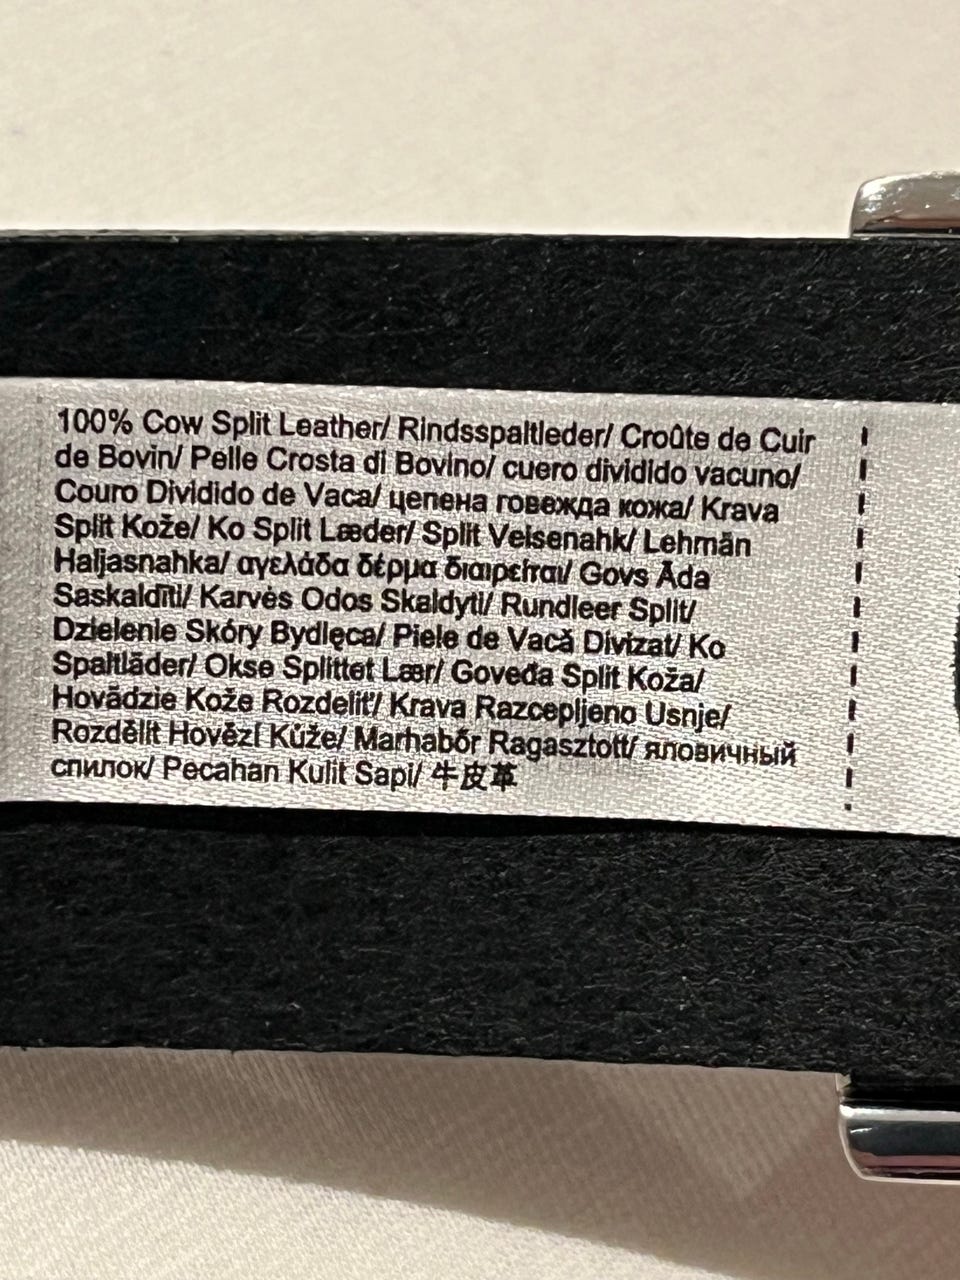 100% Cow Split Leather/ Rindsspaltleder/ Croûte de Cuir
de Bovin/ Pelle Crosta di Bovino/ cuero dividido vacuno/
Couro Dividido de Vaca/ цепена говежда кожа/ Krava
Split Kože/ Ko Split Læder/ Split Veisenahk/ Lehmän
Haljasnahka/ αγελάδα δέρμα διαιρείται/ Govs Āda
Saskaldīti/ Karvės Odos Skaldyti/ Rundleer Split/
Dzielenie Skóry Bydlęca/ Piele de Vacă Divizat/ Ko
Spaltläder/ Okse Splittet Lær/ Goveđa Split Koža/
Hovädzie Kože Rozdeliť/ Krava Razcepljeno Usnje/
Rozdělit Hovězí Kůže/ Marhabőr Ragasztott/ яловичный
спилок/ Pecahan Kulit Sapi/ 牛皮革